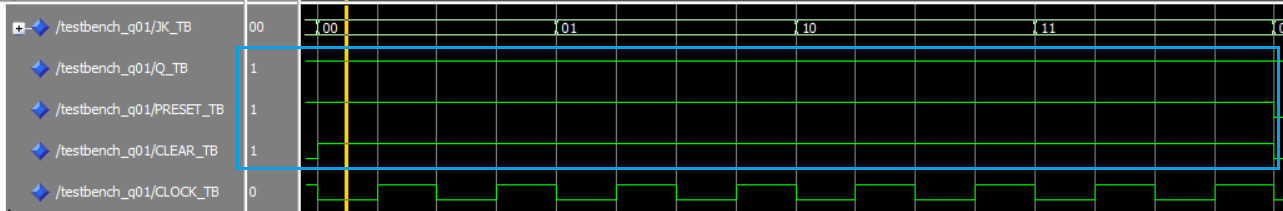 /testbench_q01/JK_TB 00 00 01 10 11 0
/testbench_q01/Q_TB 1
/testbench_q01/PRESET_TB 1
/testbench_q01/CLEAR_TB 1
/testbench_q01/CLOCK_TB 0